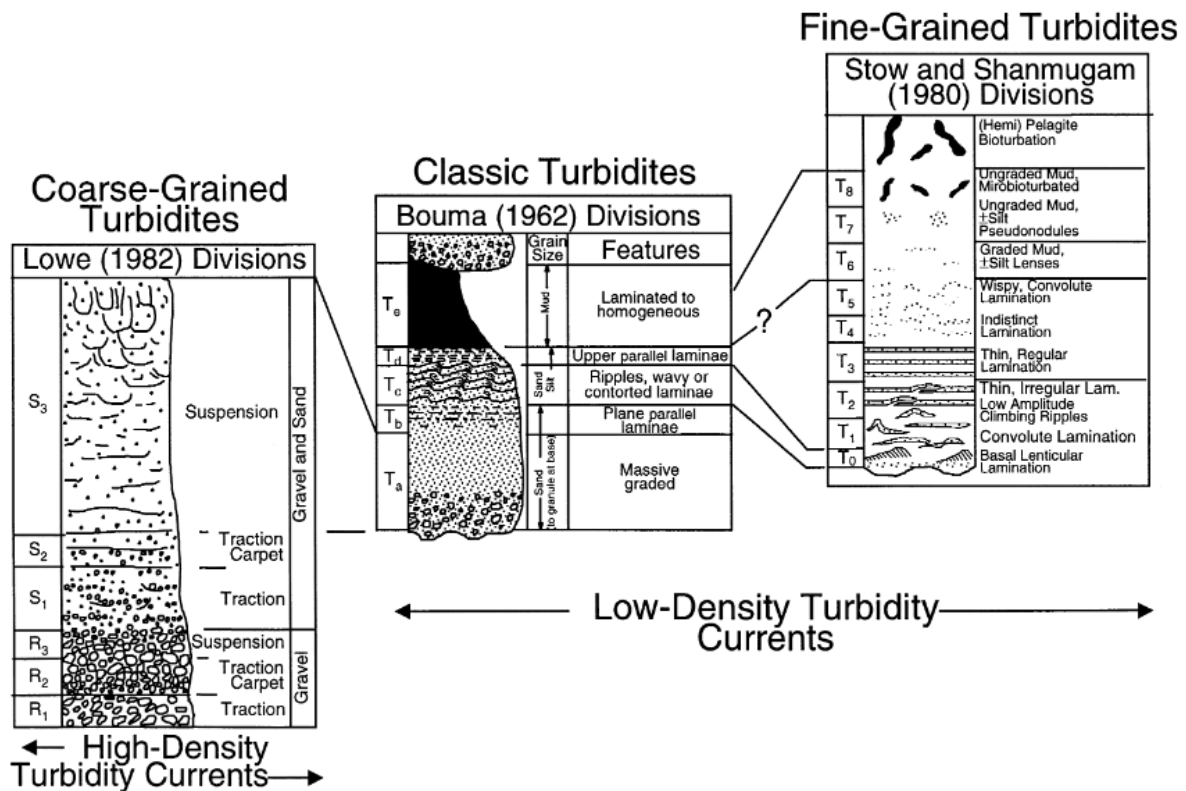 Coarse-Grained
Turbidites
Lowe (1982) Divisions
S3
S2
S1
R3
R2
R1
Suspension
Traction
Carpet
Traction
Suspension
Traction
Carpet
Traction
Gravel and Sand
Gravel
High-Density
Turbidity Currents
Classic Turbidites
Bouma (1962) Divisions
Grain
Size
Features
Te
Td
Tc
Tb
Ta
Mud
Sand
Silt
Sand
(to granule at base)
Laminated to
homogeneous
Upper parallel laminae
Ripples, wavy or
contorted laminae
Plane parallel
laminae
Massive
graded
?
Low-Density Turbidity
Currents
Fine-Grained Turbidites
Stow and Shanmugam
(1980) Divisions
T8
T7
T6
T5
T4
T3
T2
T1
T0
(Hemi) Pelagite
Bioturbation
Ungraded Mud,
Mirobioturbated
Ungraded Mud,
±Silt
Pseudonodules
Graded Mud,
±Silt Lenses
Wispy, Convolute
Lamination
Indistinct
Lamination
Thin, Regular
Lamination
Thin, Irregular Lam.
Low Amplitude
Climbing Ripples
Convolute Lamination
Basal Lenticular
Lamination